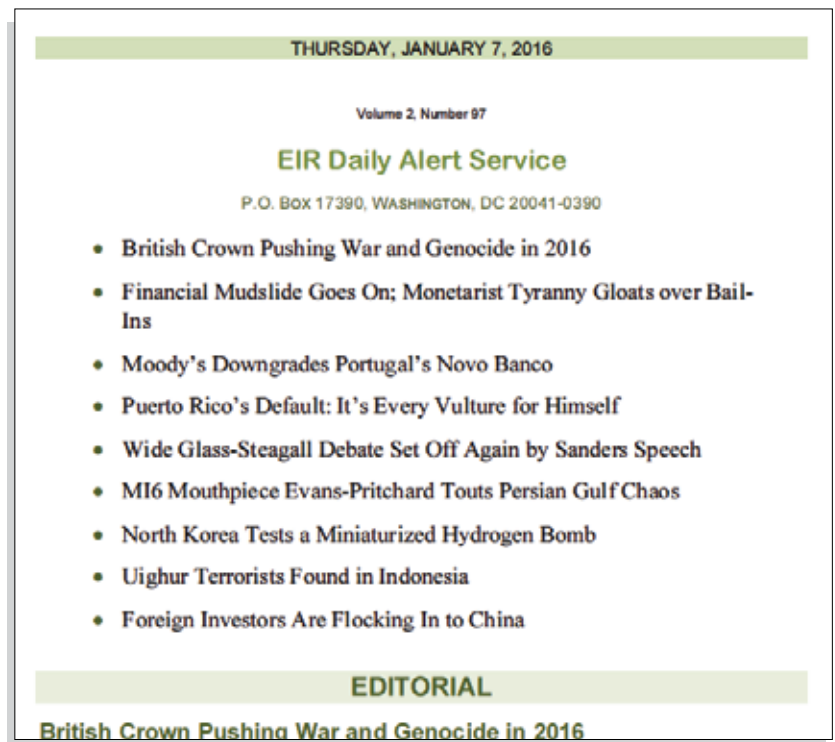 THURSDAY, JANUARY 7, 2016
Volume 2, Number 97
EIR Daily Alert Service
P.O. BOX 17390, WASHINGTON, DC 20041-0390
• British Crown Pushing War and Genocide in 2016
• Financial Mudslide Goes On; Monetarist Tyranny Gloats over Bail-
Ins
• Moody's Downgrades Portugal's Novo Banco
• Puerto Rico's Default: It's Every Vulture for Himself
• Wide Glass-Steagall Debate Set Off Again by Sanders Speech
• MI6 Mouthpiece Evans-Pritchard Touts Persian Gulf Chaos
• North Korea Tests a Miniaturized Hydrogen Bomb
• Uighur Terrorists Found in Indonesia
• Foreign Investors Are Flocking In to China
EDITORIAL
British Crown Pushing War and Genocide in 2016